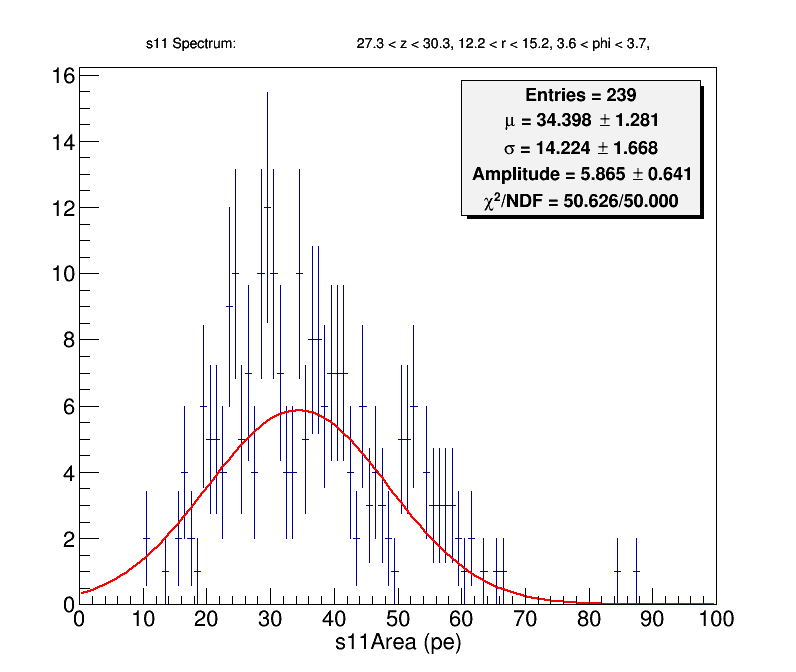 s11 Spectrum: 27.3 < z < 30.3, 12.2 < r < 15.2, 3.6 < phi < 3.7,
Entries = 239
μ = 34.398 ± 1.281
σ = 14.224 ± 1.668
Amplitude = 5.865 ± 0.641
χ²/NDF = 50.626/50.000
16
14
12
10
8
6
4
2
0
0 10 20 30 40 50 60 70 80 90 100
s11Area (pe)